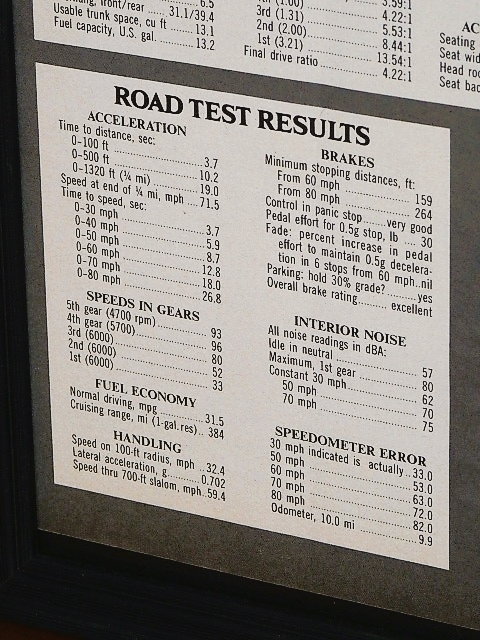 front/rear ... 31.1/39.4
Usable trunk space, cu ft ... 13.1
Fuel capacity, U.S. gal. ... 13.2
3.59:1
3rd (1.31) ... 4.22:1
2nd (2.00) ... 5.53:1
1st (3.21) ... 8.44:1
13.54:1
Final drive ratio ... 4.22:1
Seating
Seat wid
Head roo
Seat bac
ROAD TEST RESULTS
ACCELERATION
Time to distance, sec:
0-100 ft ... 3.7
0-500 ft ... 10.2
0-1320 ft (¼ mi) ... 19.0
Speed at end of ¼ mi, mph ... 71.5
Time to speed, sec:
0-30 mph ... 3.7
0-40 mph ... 5.9
0-50 mph ... 8.7
0-60 mph ... 12.8
0-70 mph ... 18.0
0-80 mph ... 26.8
SPEEDS IN GEARS
5th gear (4700 rpm) ... 93
4th gear (5700) ... 96
3rd (6000) ... 80
2nd (6000) ... 52
1st (6000) ... 33
FUEL ECONOMY
Normal driving, mpg ... 31.5
Cruising range, mi (1-gal. res) .. 384
HANDLING
Speed on 100-ft radius, mph .. 32.4
Lateral acceleration, g ... 0.702
Speed thru 700-ft slalom, mph .. 59.4
BRAKES
Minimum stopping distances, ft:
From 60 mph ... 159
From 80 mph ... 264
Control in panic stop ... very good
Pedal effort for 0.5g stop, lb ... 30
Fade: percent increase in pedal
effort to maintain 0.5g decelera-
tion in 6 stops from 60 mph .. nil
Parking: hold 30% grade? ... yes
Overall brake rating ... excellent
INTERIOR NOISE
All noise readings in dBA:
Idle in neutral ... 57
Maximum, 1st gear ... 80
Constant 30 mph ... 62
50 mph ... 70
70 mph ... 75
SPEEDOMETER ERROR
30 mph indicated is actually .. 33.0
50 mph ... 53.0
60 mph ... 63.0
70 mph ... 72.0
80 mph ... 82.0
Odometer, 10.0 mi ... 9.9